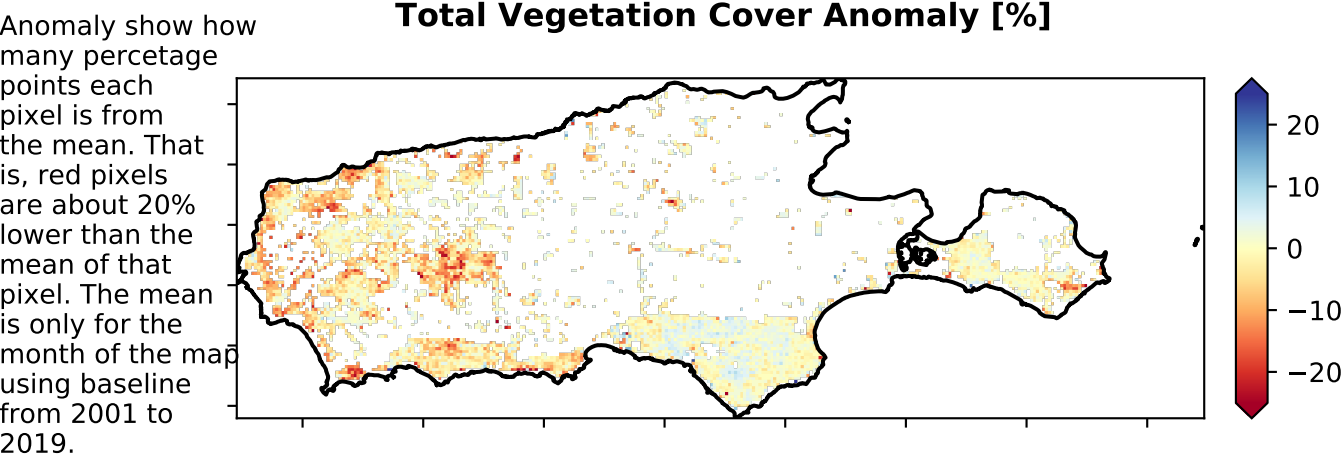 Total Vegetation Cover Anomaly [%]
Anomaly show how
many percetage
points each
pixel is from
the mean. That
is, red pixels
are about 20%
lower than the
mean of that
pixel. The mean
is only for the
month of the map
using baseline
from 2001 to
2019.
20
10
0
−10
−20